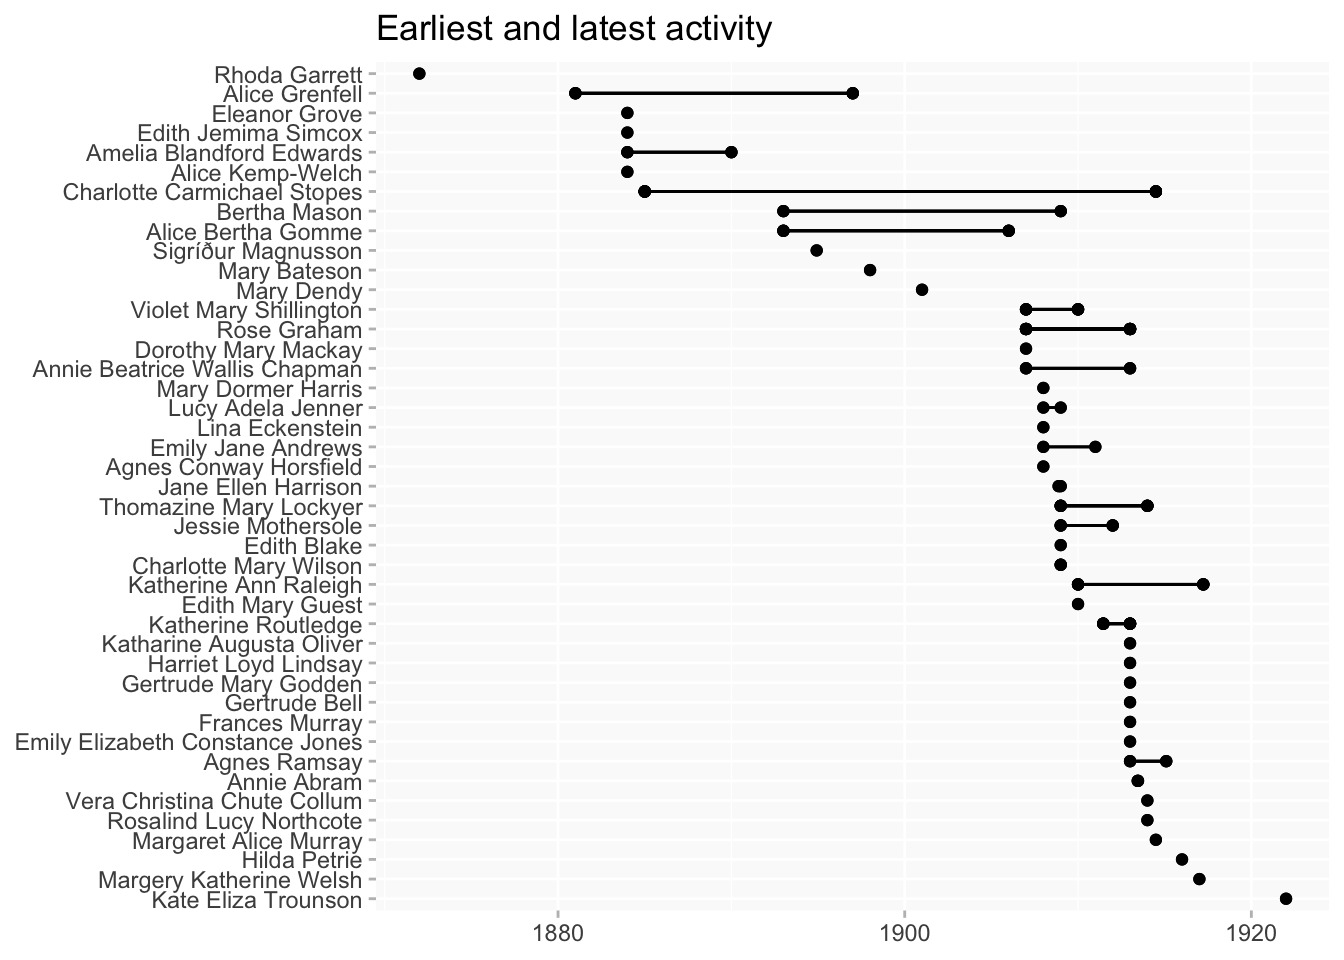 Earliest and latest activity
Rhoda Garrett
Alice Grenfell
Eleanor Grove
Edith Jemima Simcox
Amelia Blandford Edwards
Alice Kemp-Welch
Charlotte Carmichael Stopes
Bertha Mason
Alice Bertha Gomme
Sigríður Magnusson
Mary Bateson
Mary Dendy
Violet Mary Shillington
Rose Graham
Dorothy Mary Mackay
Annie Beatrice Wallis Chapman
Mary Dormer Harris
Lucy Adela Jenner
Lina Eckenstein
Emily Jane Andrews
Agnes Conway Horsfield
Jane Ellen Harrison
Thomazine Mary Lockyer
Jessie Mothersole
Edith Blake
Charlotte Mary Wilson
Katherine Ann Raleigh
Edith Mary Guest
Katherine Routledge
Katharine Augusta Oliver
Harriet Loyd Lindsay
Gertrude Mary Godden
Gertrude Bell
Frances Murray
Emily Elizabeth Constance Jones
Agnes Ramsay
Annie Abram
Vera Christina Chute Collum
Rosalind Lucy Northcote
Margaret Alice Murray
Hilda Petrie
Margery Katherine Welsh
Kate Eliza Trounson
1880 1900 1920